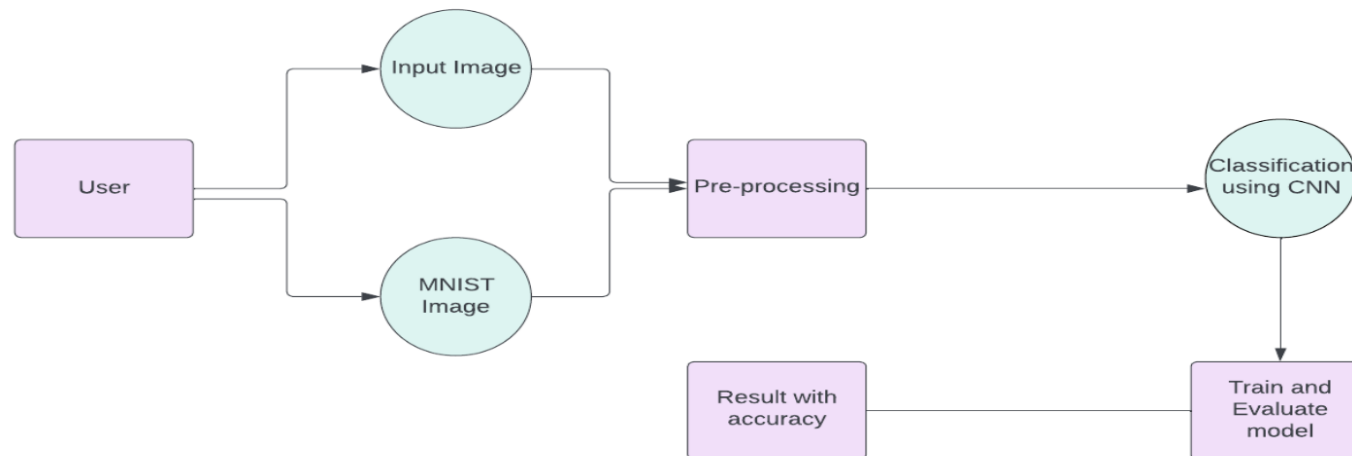 Input Image
User
MNIST
Image
Pre-processing
Classification
using CNN
Result with
accuracy
Train and
Evaluate
model